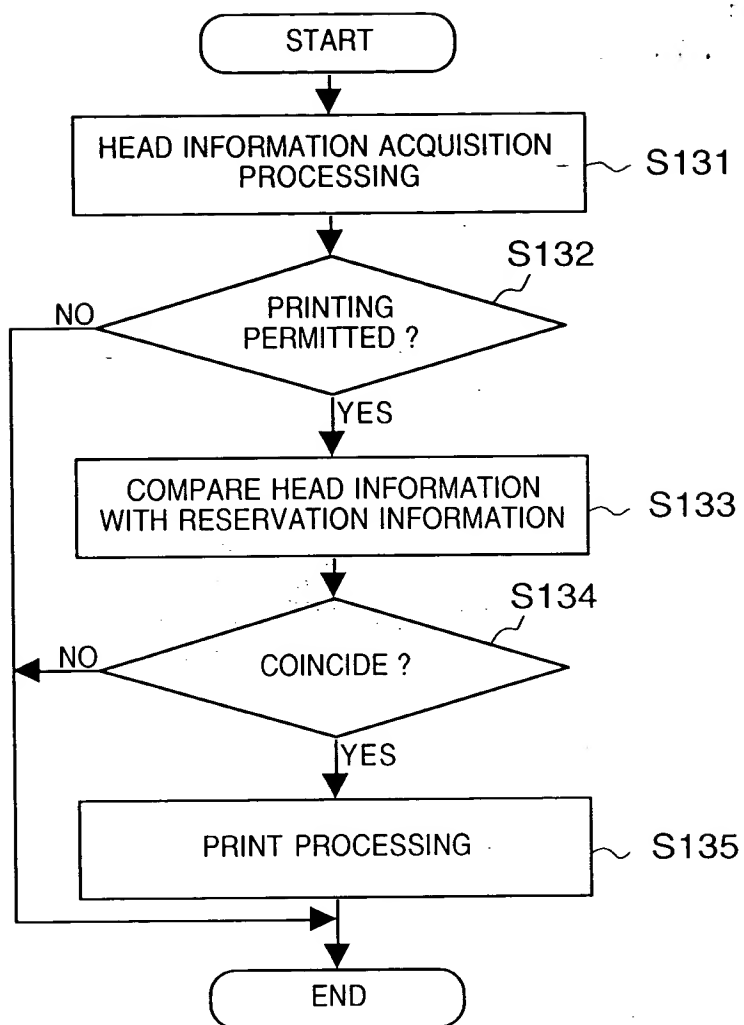 START
HEAD INFORMATION ACQUISITION
PROCESSING
S131
S132
PRINTING
PERMITTED ?
NO
YES
COMPARE HEAD INFORMATION
WITH RESERVATION INFORMATION
S133
S134
COINCIDE ?
NO
YES
PRINT PROCESSING
S135
END